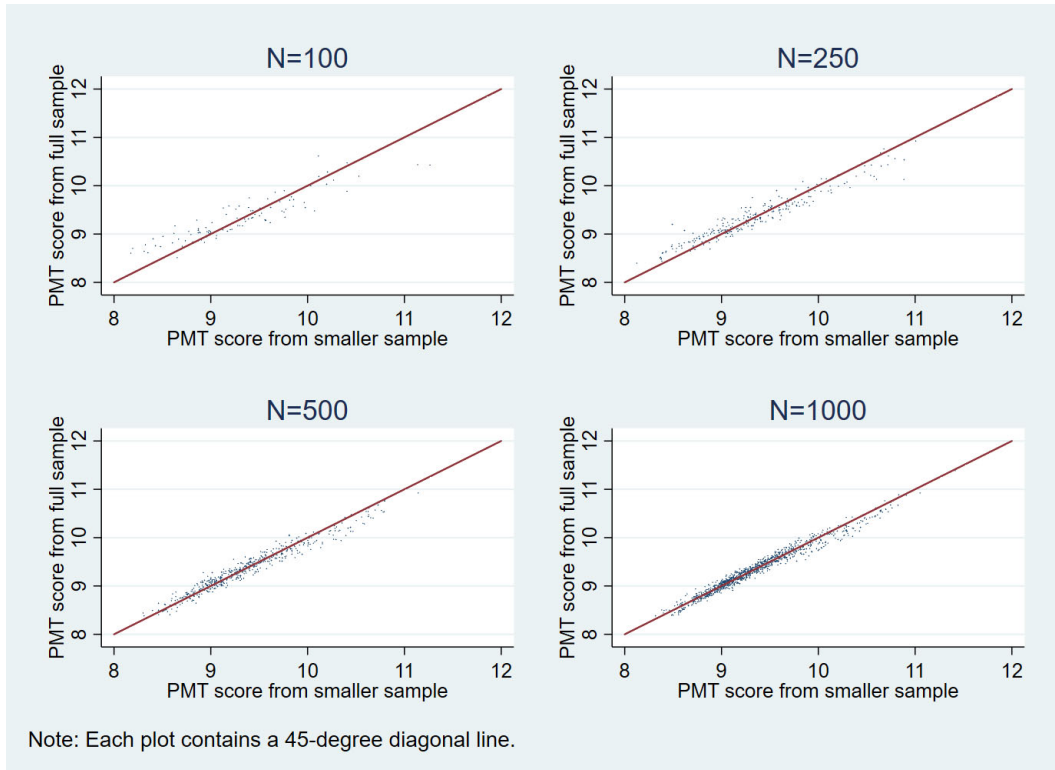 N=100
PMT score from full sample
12
11
10
9
8
8 9 10 11 12
PMT score from smaller sample
N=250
PMT score from full sample
12
11
10
9
8
8 9 10 11 12
PMT score from smaller sample
N=500
PMT score from full sample
12
11
10
9
8
8 9 10 11 12
PMT score from smaller sample
N=1000
PMT score from full sample
12
11
10
9
8
8 9 10 11 12
PMT score from smaller sample
Note: Each plot contains a 45-degree diagonal line.